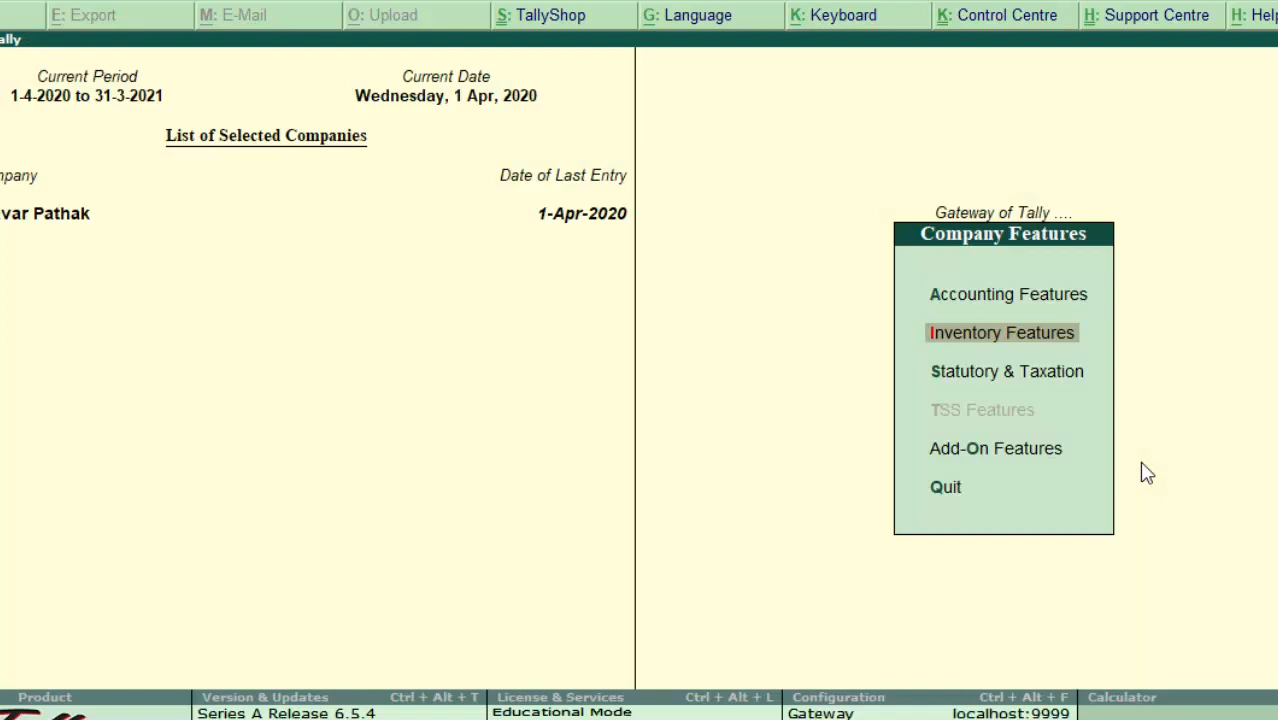 E: Export M: E-Mail O: Upload S: TallyShop G: Language K: Keyboard K: Control Centre H: Support Centre H: Help
ally
Current Period Current Date
1-4-2020 to 31-3-2021 Wednesday, 1 Apr, 2020
List of Selected Companies
mpany Date of Last Entry
var Pathak 1-Apr-2020
Gateway of Tally ....
Company Features
Accounting Features
Inventory Features
Statutory & Taxation
TSS Features
Add-On Features
Quit
Product Version & Updates Ctrl + Alt + T License & Services Ctrl + Alt + L Configuration Ctrl + Alt + F Calculator
Series A Release 6.5.4 Educational Mode Gateway localhost:9999